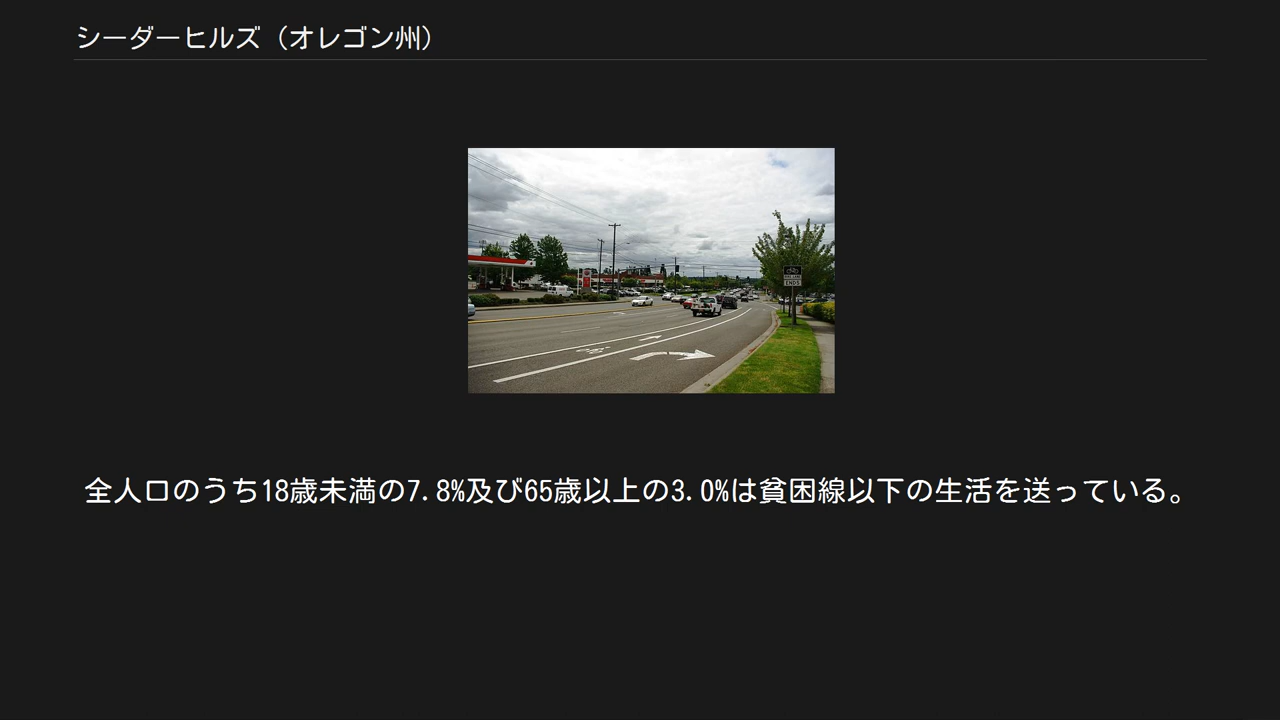 シーダーヒルズ（オレゴン州）
ENDS
全人口のうち18歳未満の7.8%及び65歳以上の3.0%は貧困線以下の生活を送っている。